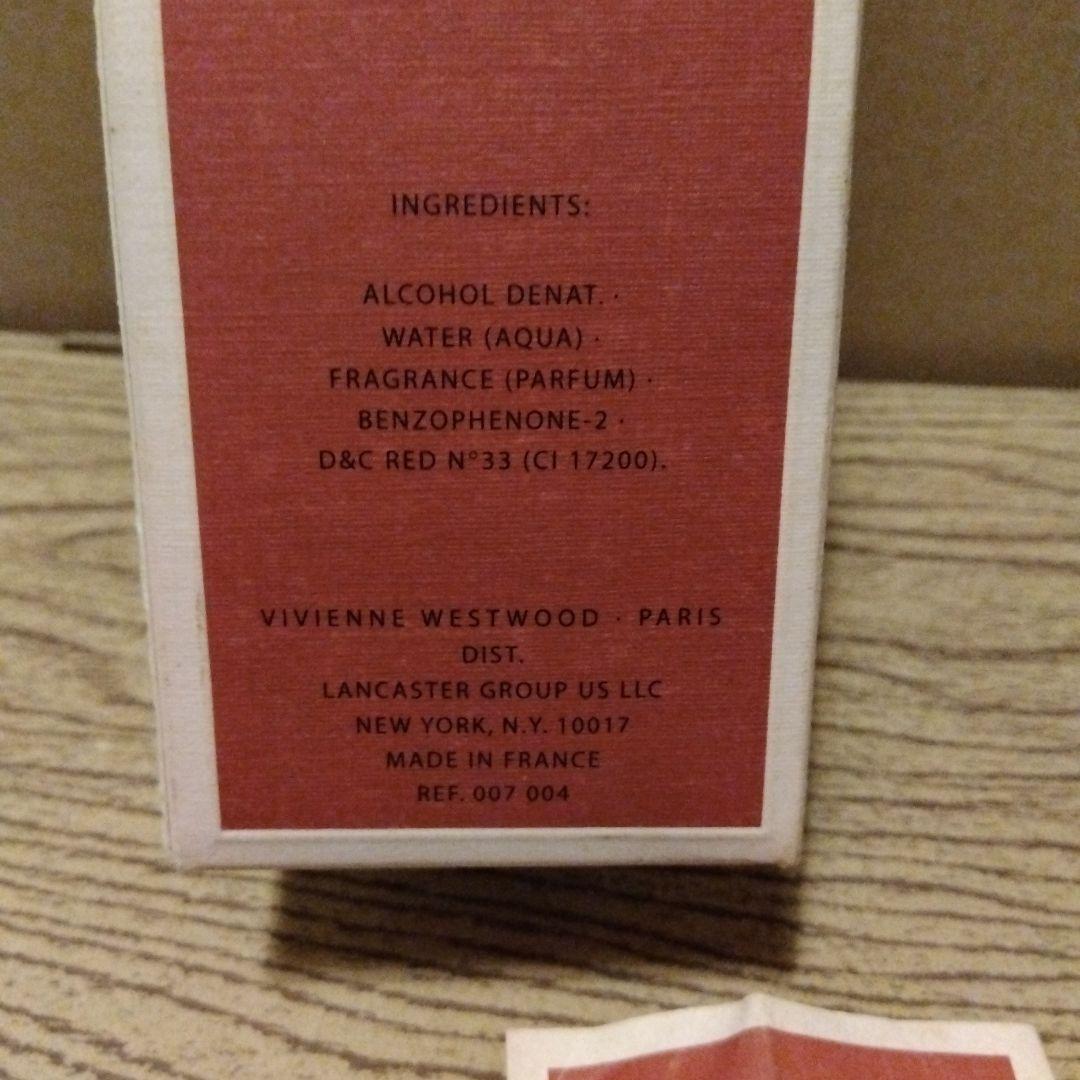 INGREDIENTS:
ALCOHOL DENAT. ·
WATER (AQUA) ·
FRAGRANCE (PARFUM) ·
BENZOPHENONE-2 ·
D&C RED N°33 (CI 17200).
VIVIENNE WESTWOOD · PARIS
DIST.
LANCASTER GROUP US LLC
NEW YORK, N.Y. 10017
MADE IN FRANCE
REF. 007 004